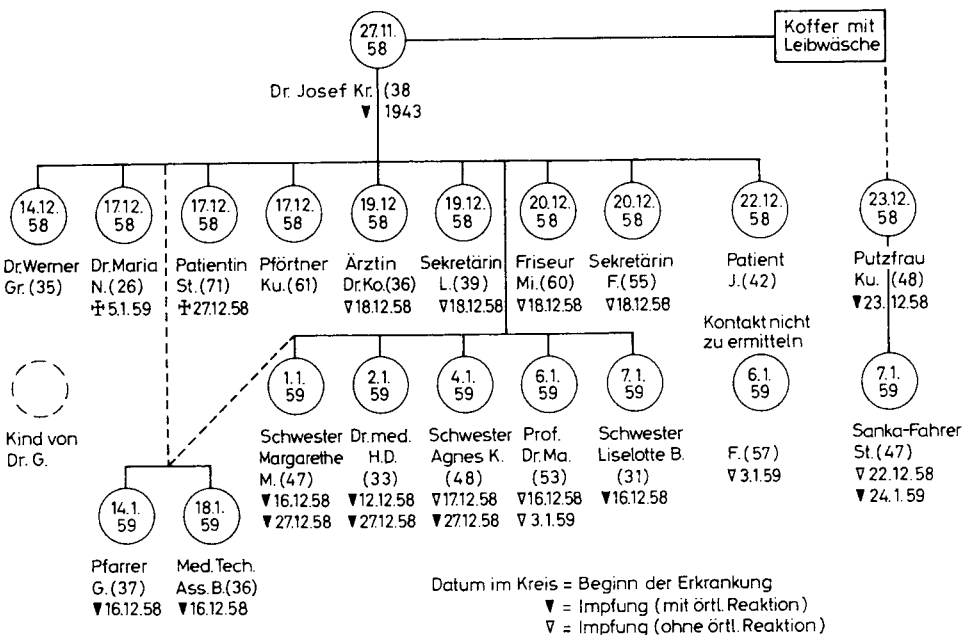 27.11.
58
Koffer mit
Leibwäsche
Dr. Josef Kr. (38
▼ 1943
14.12.
58
17.12.
58
17.12.
58
17.12.
58
19.12
58
19.12.
58
20.12.
58
20.12.
58
22.12.
58
23.12.
58
Dr.Werner
Gr. (35)
Dr.Maria
N. (26)
✝5.1.59
Patientin
St.(71)
✝27.12.58
Pförtner
Ku.(61)
Ärztin
Dr.Ko.(36)
∇18.12.58
Sekretärin
L.(39)
∇18.12.58
Friseur
Mi.(60)
∇18.12.58
Sekretärin
F.(55)
∇18.12.58
Patient
J.(42)
Putzfrau
Ku. (48)
▼23.12.58
Kontakt nicht
zu ermitteln
1.1.
59
2.1.
59
4.1.
59
6.1.
59
7.1.
59
6.1.
59
7.1.
59
Kind von
Dr. G.
Schwester
Margarethe
M. (47)
▼16.12.58
▼27.12.58
Dr.med.
H.D.
(33)
▼12.12.58
▼27.12.58
Schwester
Agnes K.
(48)
∇17.12.58
▼27.12.58
Prof.
Dr.Ma.
(53)
∇16.12.58
∇3.1.59
Schwester
Liselotte B.
(31)
▼16.12.58
F.(57)
∇3.1.59
Sanka-Fahrer
St.(47)
∇22.12.58
▼24.1.59
14.1.
59
18.1.
59
Pfarrer
G.(37)
▼16.12.58
Med.Tech.
Ass.B.(36)
▼16.12.58
Datum im Kreis = Beginn der Erkrankung
▼ = Impfung (mit örtl. Reaktion)
∇ = Impfung (ohne örtl. Reaktion)